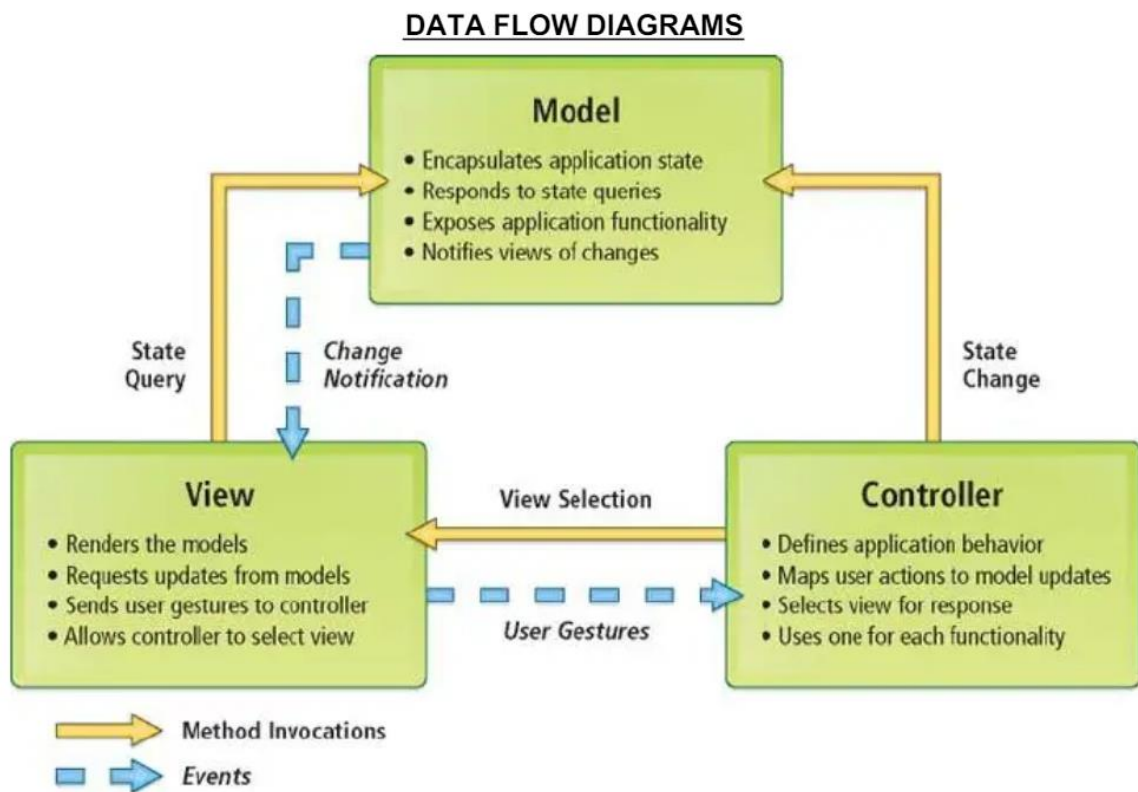 DATA FLOW DIAGRAMS
Model
• Encapsulates application state
• Responds to state queries
• Exposes application functionality
• Notifies views of changes
State
Query
Change
Notification
State
Change
View
• Renders the models
• Requests updates from models
• Sends user gestures to controller
• Allows controller to select view
View Selection
User Gestures
Controller
• Defines application behavior
• Maps user actions to model updates
• Selects view for response
• Uses one for each functionality
Method Invocations
Events